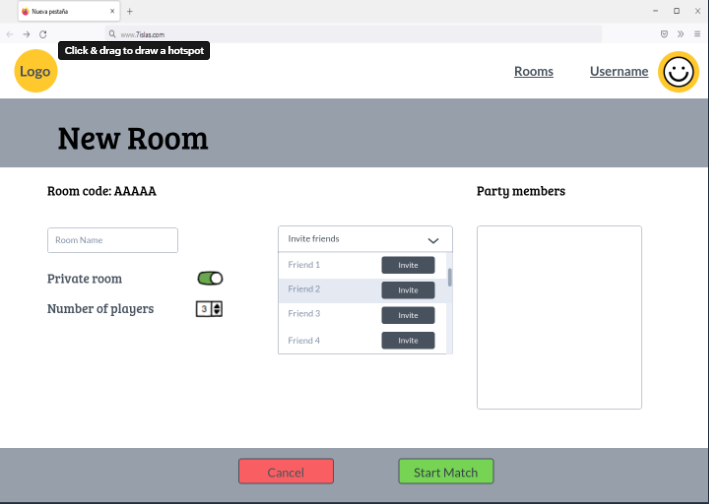 Nueva pestaña
www.7islas.com
Click & drag to draw a hotspot
Logo
Rooms
Username
New Room
Room code: AAAAA
Party members
Room Name
Invite friends
Friend 1 Invite
Private room
Friend 2 Invite
Number of players 3
Friend 3 Invite
Friend 4 Invite
Cancel
Start Match